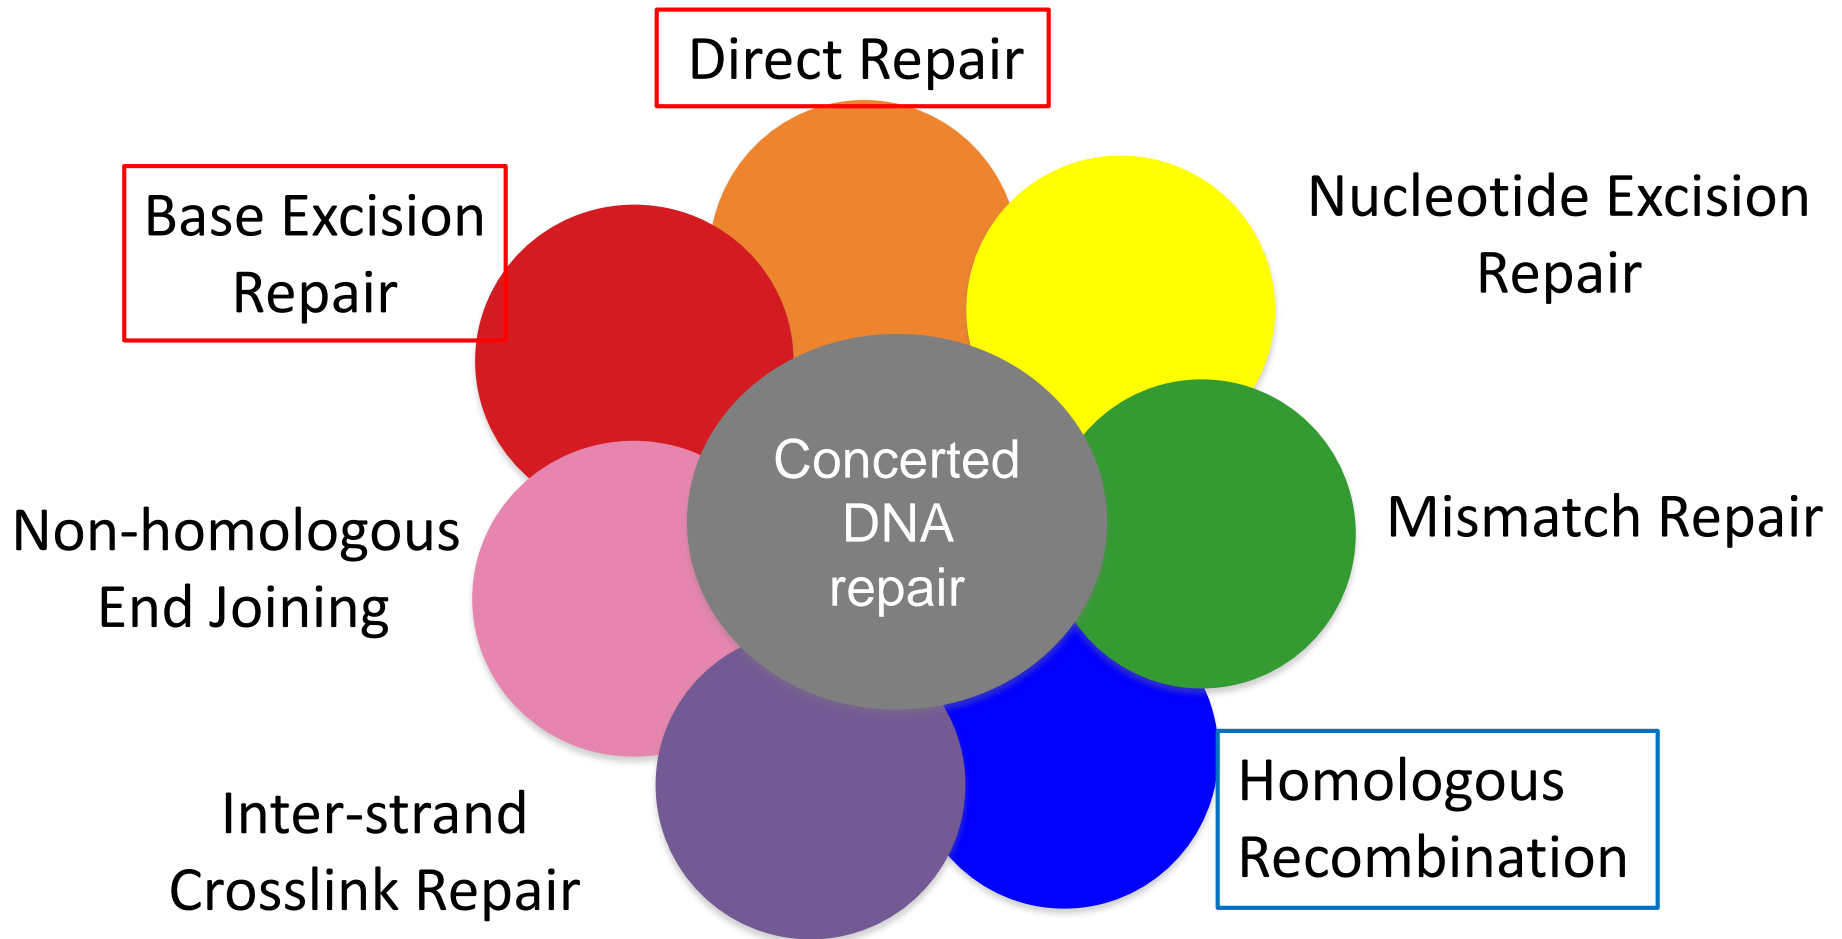 Direct Repair
Base Excision
Repair
Nucleotide Excision
Repair
Concerted
DNA
repair
Non-homologous
End Joining
Mismatch Repair
Inter-strand
Crosslink Repair
Homologous
Recombination